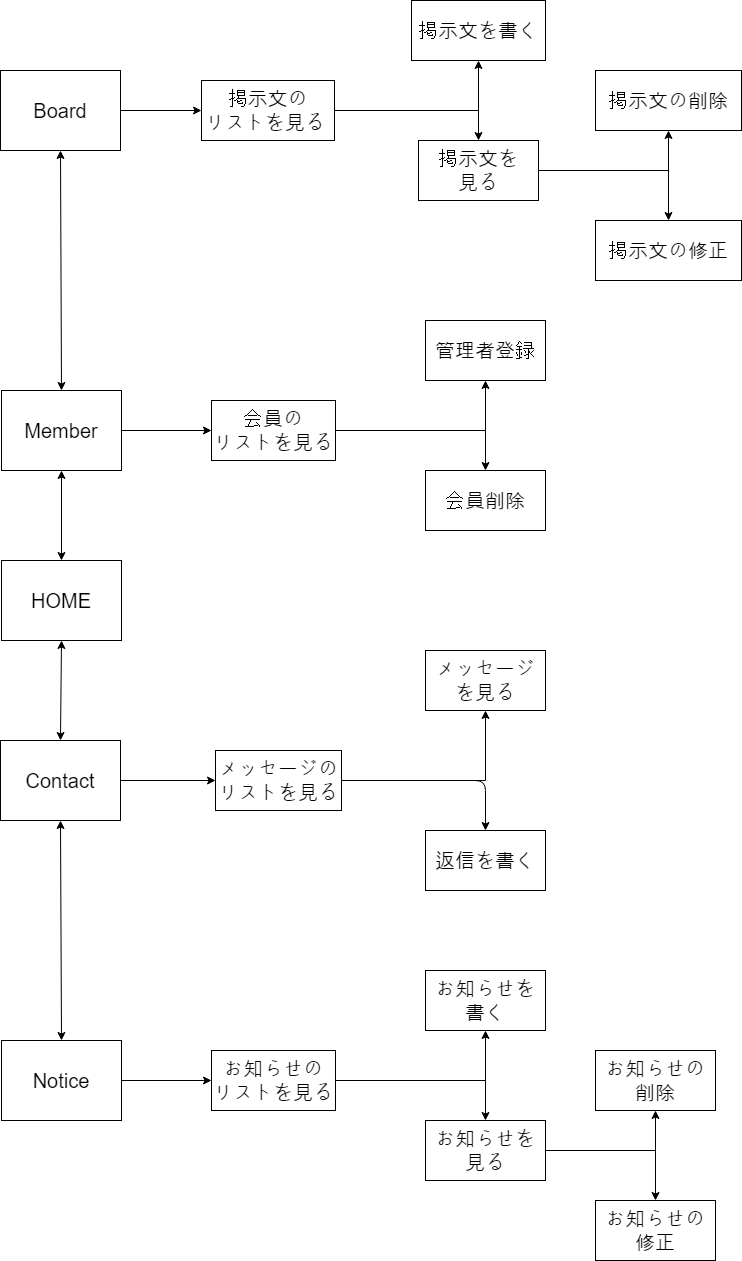 掲示文を書く
Board
掲示文の
リストを見る
掲示文の削除
掲示文を
見る
掲示文の修正
管理者登録
Member
会員の
リストを見る
会員削除
HOME
メッセージ
を見る
Contact
メッセージの
リストを見る
返信を書く
お知らせを
書く
Notice
お知らせの
リストを見る
お知らせの
削除
お知らせを
見る
お知らせの
修正